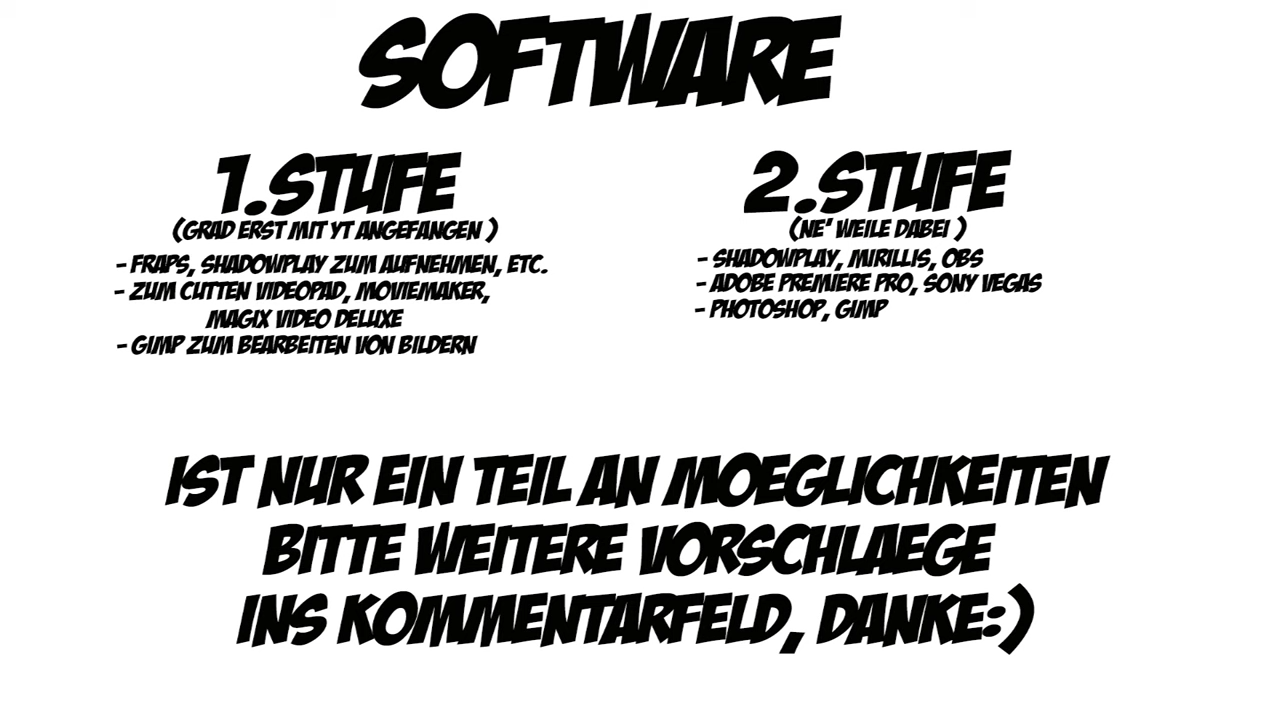 SOFTWARE
1.STUFE
(GRAD ERST MIT YT ANGEFANGEN )
- FRAPS, SHADOWPLAY ZUM AUFNEHMEN, ETC.
- ZUM CUTTEN VIDEOPAD, MOVIEMAKER,
MAGIX VIDEO DELUXE
- GIMP ZUM BEARBEITEN VON BILDERN
2.STUFE
(NE' WEILE DABEI )
- SHADOWPLAY, MIRILLIS, OBS
- ADOBE PREMIERE PRO, SONY VEGAS
- PHOTOSHOP, GIMP
IST NUR EIN TEIL AN MOEGLICHKEITEN
BITTE WEITERE VORSCHLAEGE
INS KOMMENTARFELD, DANKE:)